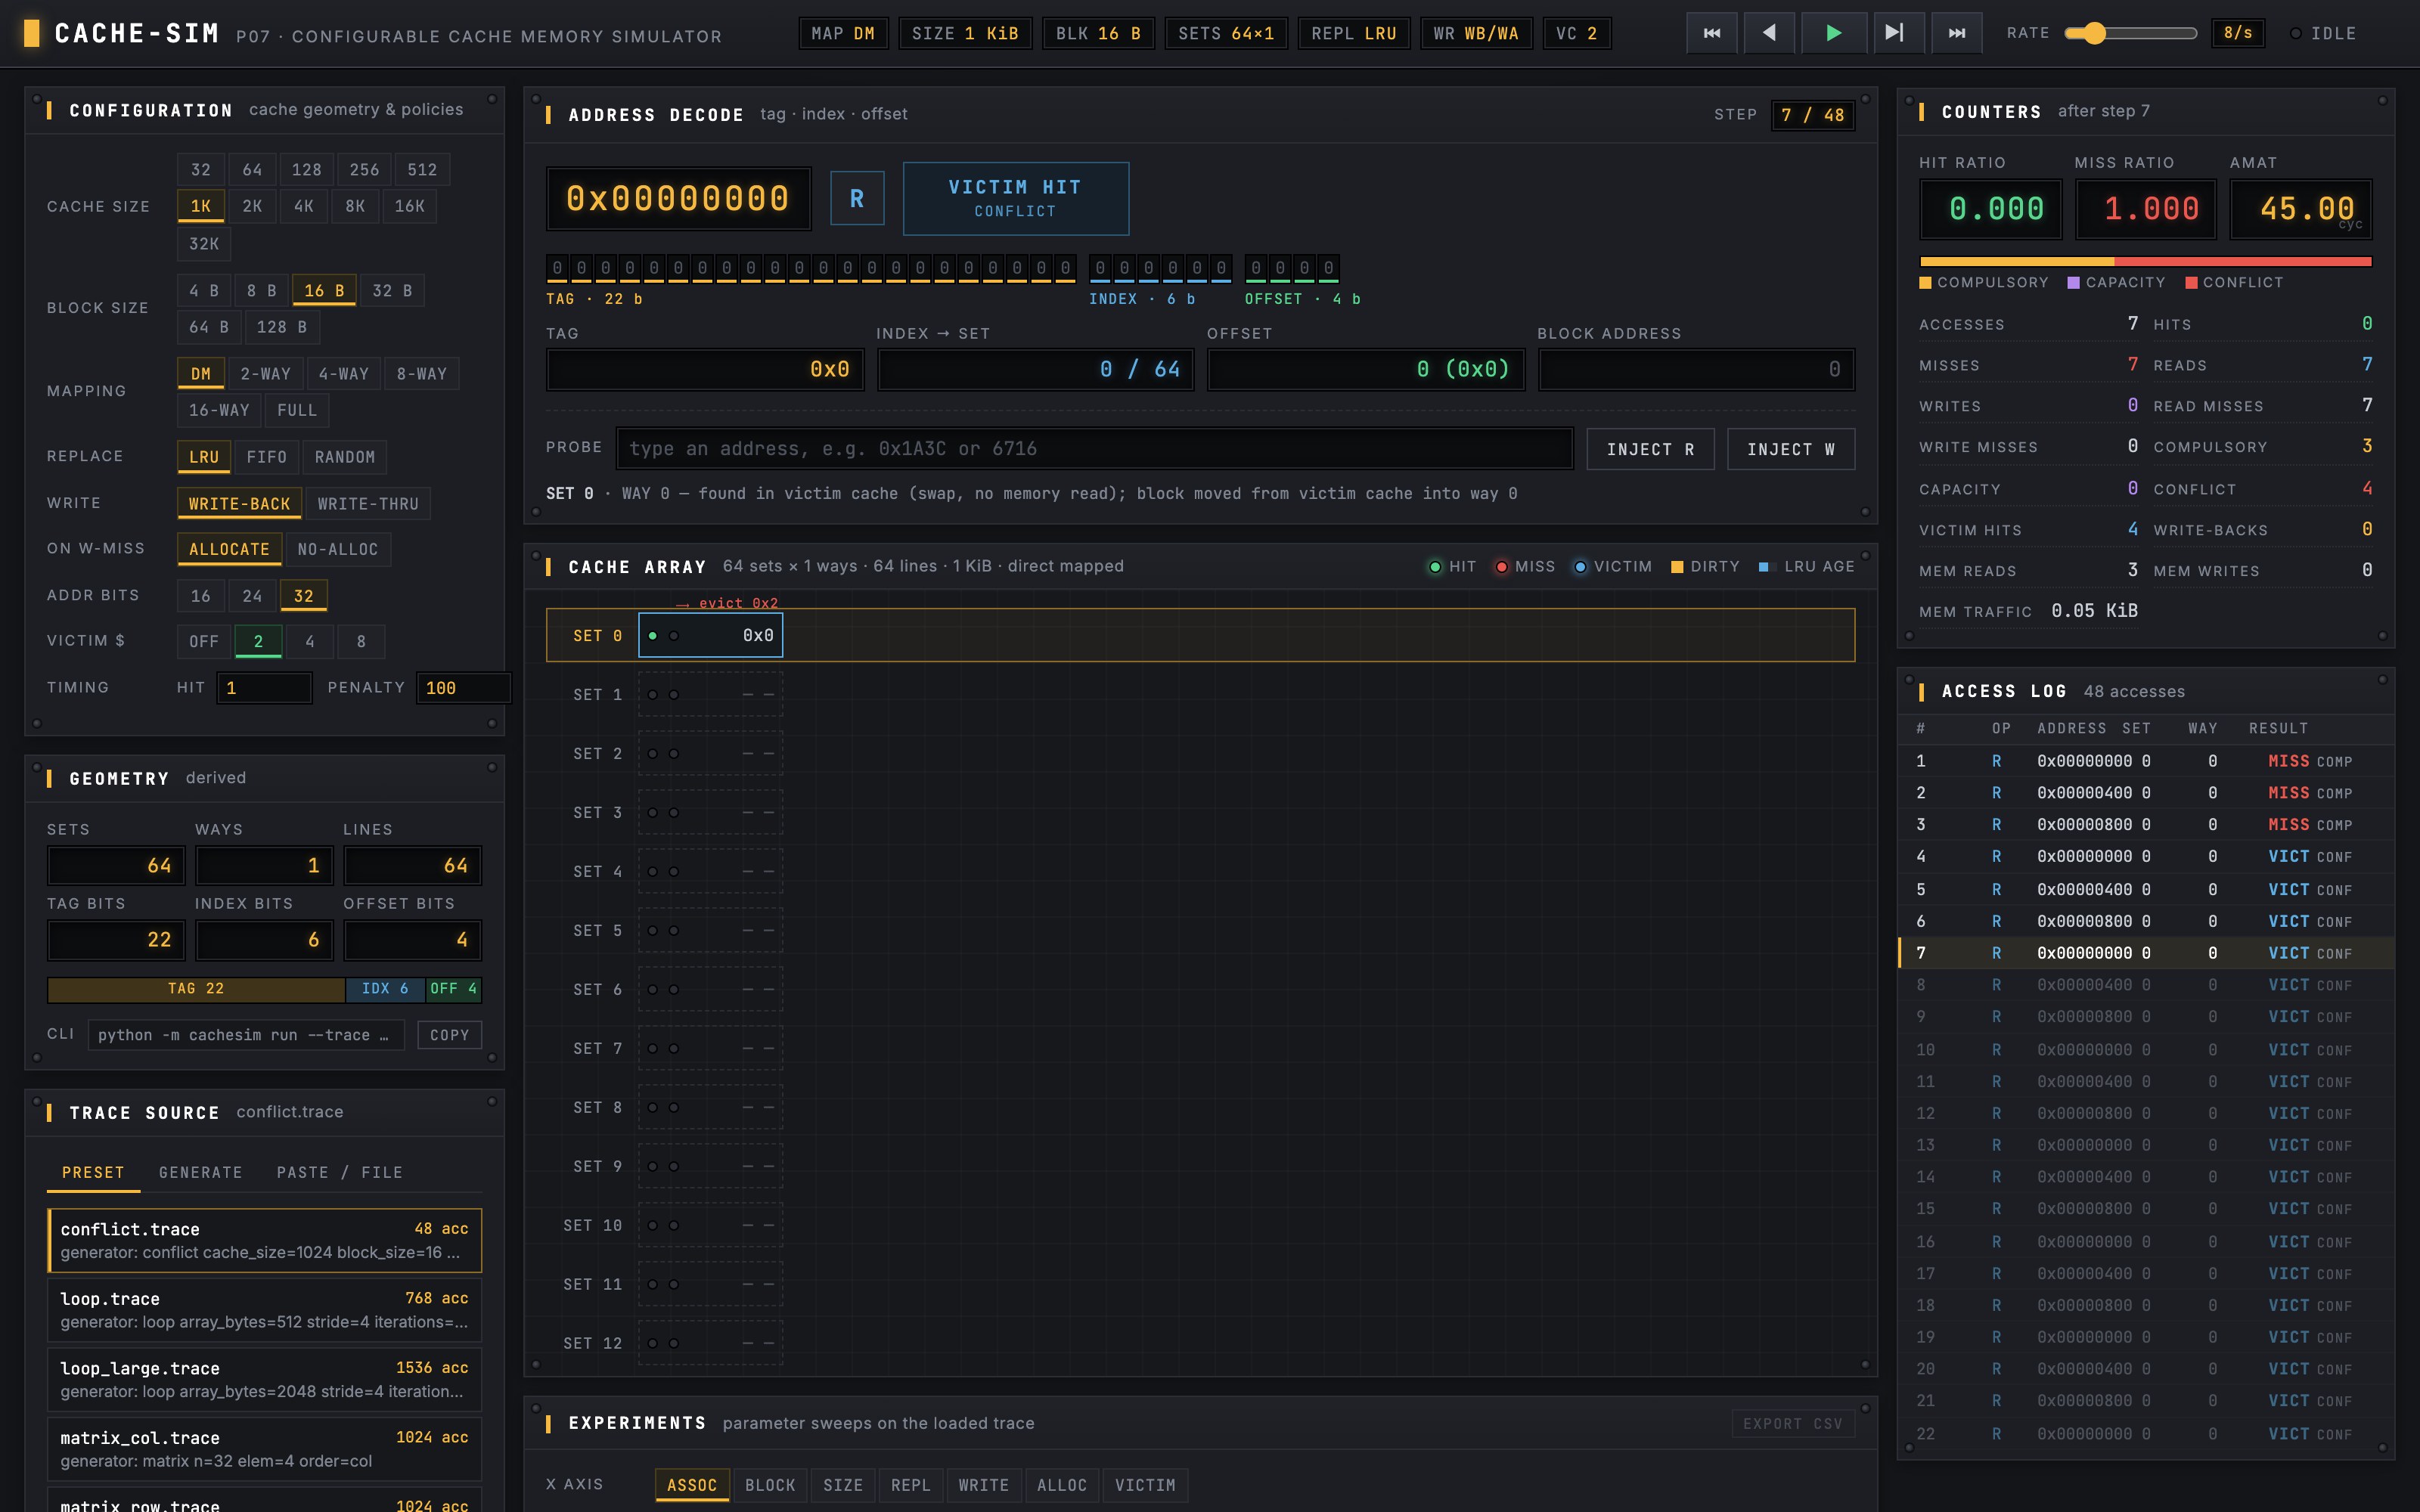 CACHE-SIM P07 · CONFIGURABLE CACHE MEMORY SIMULATOR
MAP DM SIZE 1 KiB BLK 16 B SETS 64×1 REPL LRU WR WB/WA VC 2
RATE 8/s IDLE
CONFIGURATION cache geometry & policies
CACHE SIZE 32 64 128 256 512
1K 2K 4K 8K 16K
32K
BLOCK SIZE 4 B 8 B 16 B 32 B
64 B 128 B
MAPPING DM 2-WAY 4-WAY 8-WAY
16-WAY FULL
REPLACE LRU FIFO RANDOM
WRITE WRITE-BACK WRITE-THRU
ON W-MISS ALLOCATE NO-ALLOC
ADDR BITS 16 24 32
VICTIM $ OFF 2 4 8
TIMING HIT 1 PENALTY 100
GEOMETRY derived
SETS WAYS LINES
64 1 64
TAG BITS INDEX BITS OFFSET BITS
22 6 4
TAG 22 IDX 6 OFF 4
CLI python -m cachesim run --trace … COPY
TRACE SOURCE conflict.trace
PRESET GENERATE PASTE / FILE
conflict.trace 48 acc
generator: conflict cache_size=1024 block_size=16 ...
loop.trace 768 acc
generator: loop array_bytes=512 stride=4 iterations=...
loop_large.trace 1536 acc
generator: loop array_bytes=2048 stride=4 iteration...
matrix_col.trace 1024 acc
generator: matrix n=32 elem=4 order=col
matrix_row.trace 1024 acc
ADDRESS DECODE tag · index · offset STEP 7 / 48
0x00000000 R VICTIM HIT
CONFLICT
0 0 0 0 0 0 0 0 0 0 0 0 0 0 0 0 0 0 0 0 0 0 0 0 0 0 0 0 0 0 0 0
TAG · 22 b INDEX · 6 b OFFSET · 4 b
TAG INDEX → SET OFFSET BLOCK ADDRESS
0x0 0 / 64 0 (0x0) 0
PROBE type an address, e.g. 0x1A3C or 6716 INJECT R INJECT W
SET 0 · WAY 0 — found in victim cache (swap, no memory read); block moved from victim cache into way 0
CACHE ARRAY 64 sets × 1 ways · 64 lines · 1 KiB · direct mapped HIT MISS VICTIM DIRTY LRU AGE
→ evict 0x2
SET 0 0x0
SET 1 — —
SET 2 — —
SET 3 — —
SET 4 — —
SET 5 — —
SET 6 — —
SET 7 — —
SET 8 — —
SET 9 — —
SET 10 — —
SET 11 — —
SET 12 — —
EXPERIMENTS parameter sweeps on the loaded trace EXPORT CSV
X AXIS ASSOC BLOCK SIZE REPL WRITE ALLOC VICTIM
COUNTERS after step 7
HIT RATIO MISS RATIO AMAT
0.000 1.000 45.00 cyc
COMPULSORY CAPACITY CONFLICT
ACCESSES 7 HITS 0
MISSES 7 READS 7
WRITES 0 READ MISSES 7
WRITE MISSES 0 COMPULSORY 3
CAPACITY 0 CONFLICT 4
VICTIM HITS 4 WRITE-BACKS 0
MEM READS 3 MEM WRITES 0
MEM TRAFFIC 0.05 KiB
ACCESS LOG 48 accesses
# OP ADDRESS SET WAY RESULT
1 R 0x00000000 0 0 MISS COMP
2 R 0x00000400 0 0 MISS COMP
3 R 0x00000800 0 0 MISS COMP
4 R 0x00000000 0 0 VICT CONF
5 R 0x00000400 0 0 VICT CONF
6 R 0x00000800 0 0 VICT CONF
7 R 0x00000000 0 0 VICT CONF
8 R 0x00000400 0 0 VICT CONF
9 R 0x00000800 0 0 VICT CONF
10 R 0x00000000 0 0 VICT CONF
11 R 0x00000400 0 0 VICT CONF
12 R 0x00000800 0 0 VICT CONF
13 R 0x00000000 0 0 VICT CONF
14 R 0x00000400 0 0 VICT CONF
15 R 0x00000800 0 0 VICT CONF
16 R 0x00000000 0 0 VICT CONF
17 R 0x00000400 0 0 VICT CONF
18 R 0x00000800 0 0 VICT CONF
19 R 0x00000000 0 0 VICT CONF
20 R 0x00000400 0 0 VICT CONF
21 R 0x00000800 0 0 VICT CONF
22 R 0x00000000 0 0 VICT CONF